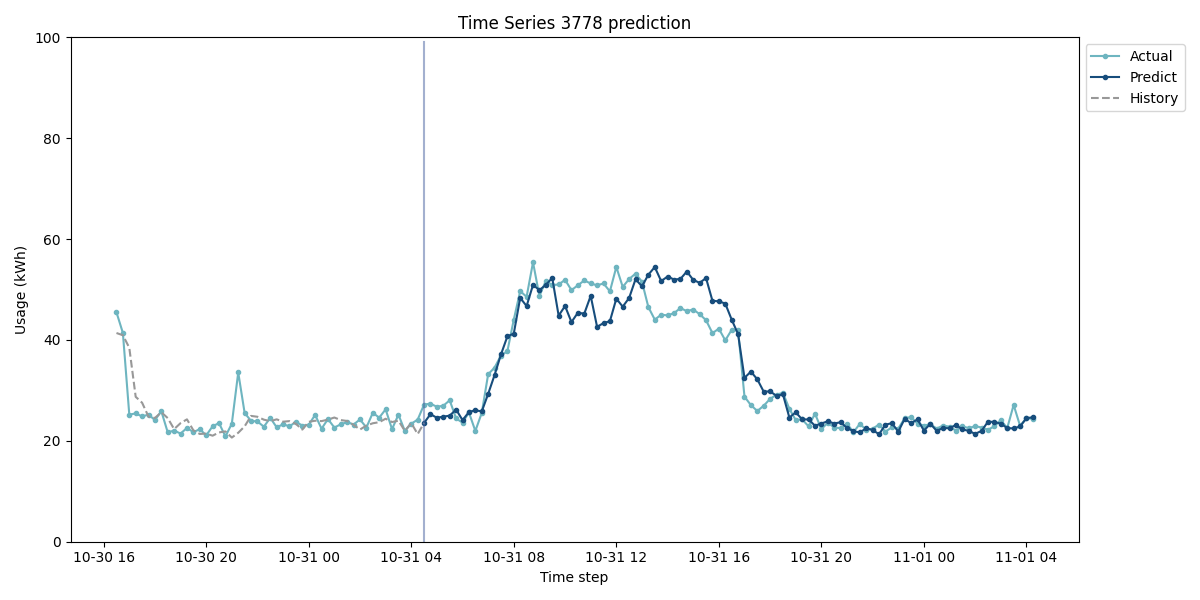 Time Series 3778 prediction
100
80
60
40
20
0
Usage (kWh)
10-30 16
10-30 20
10-31 00
10-31 04
10-31 08
10-31 12
10-31 16
10-31 20
11-01 00
11-01 04
Time step
Actual
Predict
History